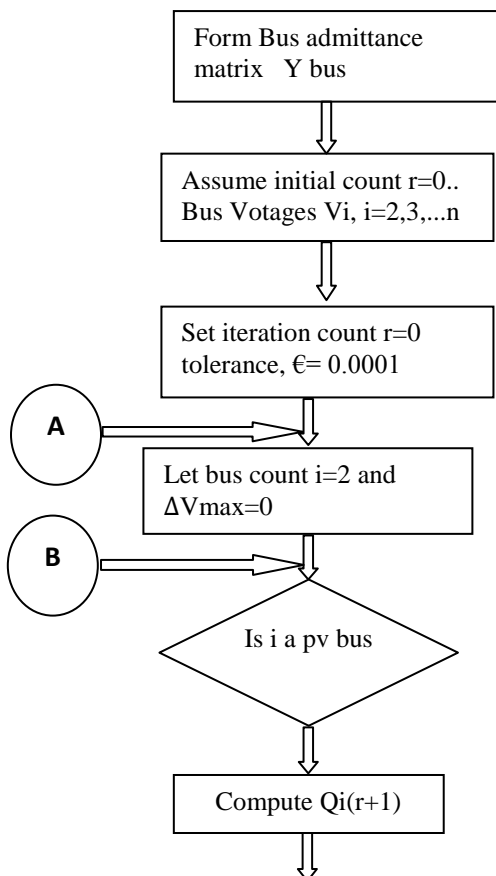 Form Bus admittance
matrix Y bus
Assume initial count r=0..
Bus Votages Vi, i=2,3,...n
Set iteration count r=0
tolerance, €= 0.0001
A
Let bus count i=2 and
ΔVmax=0
B
Is i a pv bus
Compute Qi(r+1)